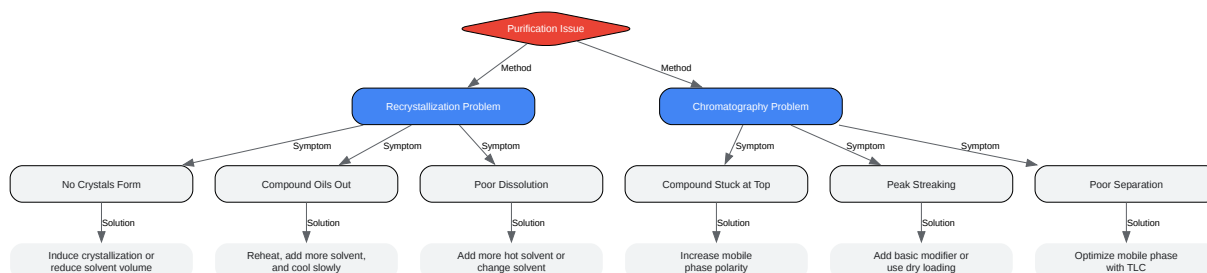 Purification Issue
Method
Method
Recrystallization Problem
Chromatography Problem
Symptom
Symptom
Symptom
Symptom
Symptom
Symptom
No Crystals Form
Compound Oils Out
Poor Dissolution
Compound Stuck at Top
Peak Streaking
Poor Separation
Solution
Solution
Solution
Solution
Solution
Solution
Induce crystallization or
reduce solvent volume
Reheat, add more solvent,
and cool slowly
Add more hot solvent or
change solvent
Increase mobile
phase polarity
Add basic modifier or
use dry loading
Optimize mobile phase
with TLC